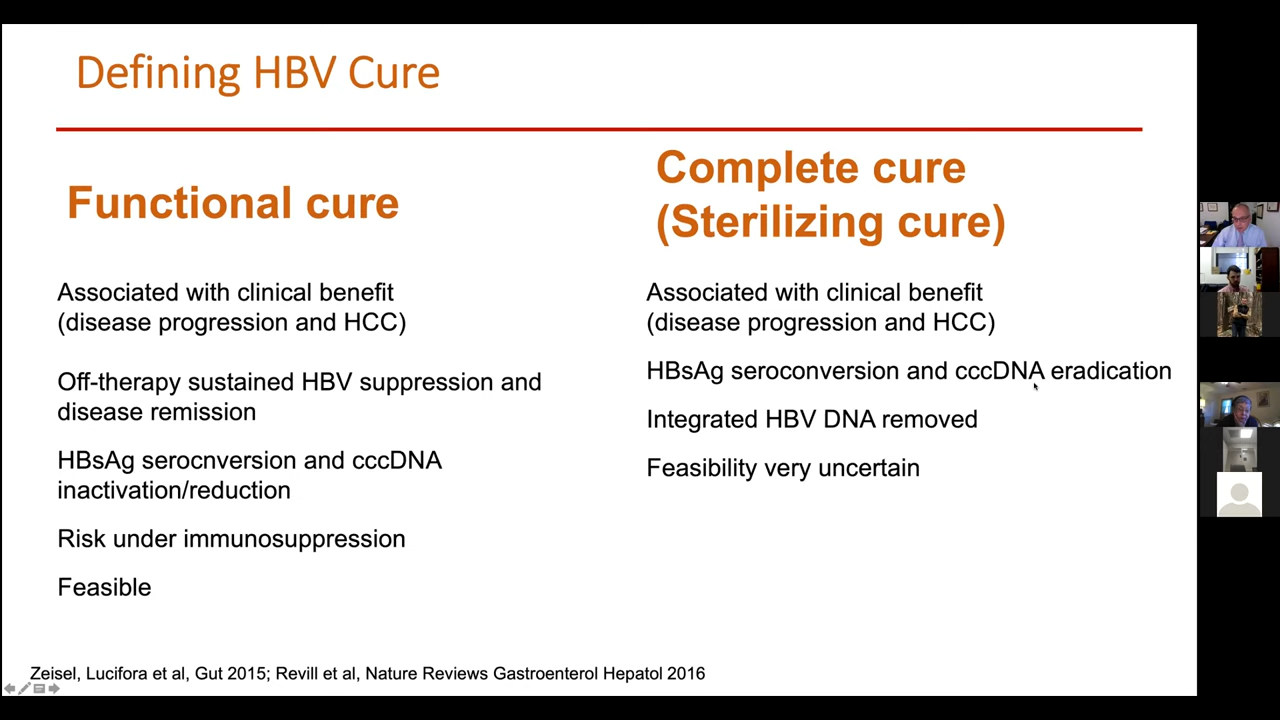 Defining HBV Cure
Functional cure
Associated with clinical benefit
(disease progression and HCC)
Off-therapy sustained HBV suppression and
disease remission
HBsAg serocnversion and cccDNA
inactivation/reduction
Risk under immunosuppression
Feasible
Complete cure
(Sterilizing cure)
Associated with clinical benefit
(disease progression and HCC)
HBsAg seroconversion and cccDNA eradication
Integrated HBV DNA removed
Feasibility very uncertain
Zeisel, Lucifora et al, Gut 2015; Revill et al, Nature Reviews Gastroenterol Hepatol 2016